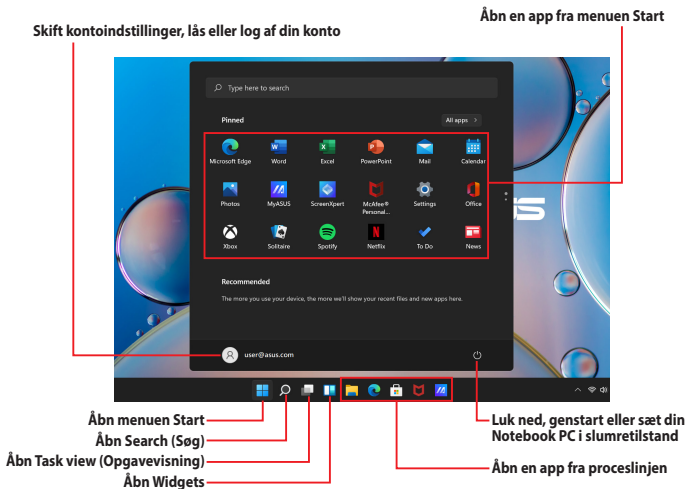 Åbn en app fra menuen Start
Skift kontoindstillinger, lås eller log af din konto
Type here to search
Pinned
All apps >
Microsoft Edge Word Excel PowerPoint Mail Calendar
Photos MyASUS ScreenXpert McAfee® Settings Office
Personal...
Xbox Solitaire Spotify Netflix To Do News
Recommended
The more you use your device, the more we'll show your recent files and new apps here.
user@asus.com
Åbn menuen Start
Åbn Search (Søg)
Åbn Task view (Opgavevisning)
Åbn Widgets
Luk ned, genstart eller sæt din
Notebook PC i slumretilstand
Åbn en app fra proceslinjen